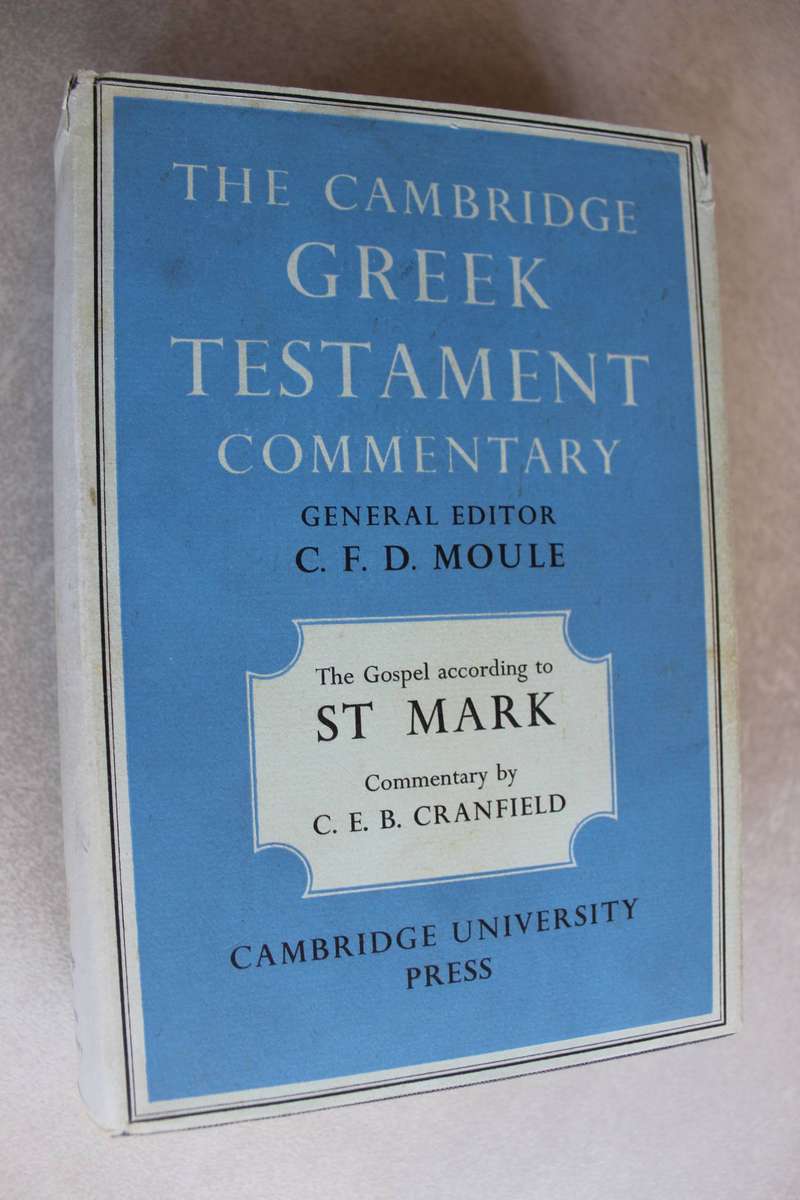 THE CAMBRIDGE
GREEK
TESTAMENT
COMMENTARY
GENERAL EDITOR
C. F. D. MOULE
The Gospel according to
ST MARK
Commentary by
C. E. B. CRANFIELD
CAMBRIDGE UNIVERSITY
PRESS